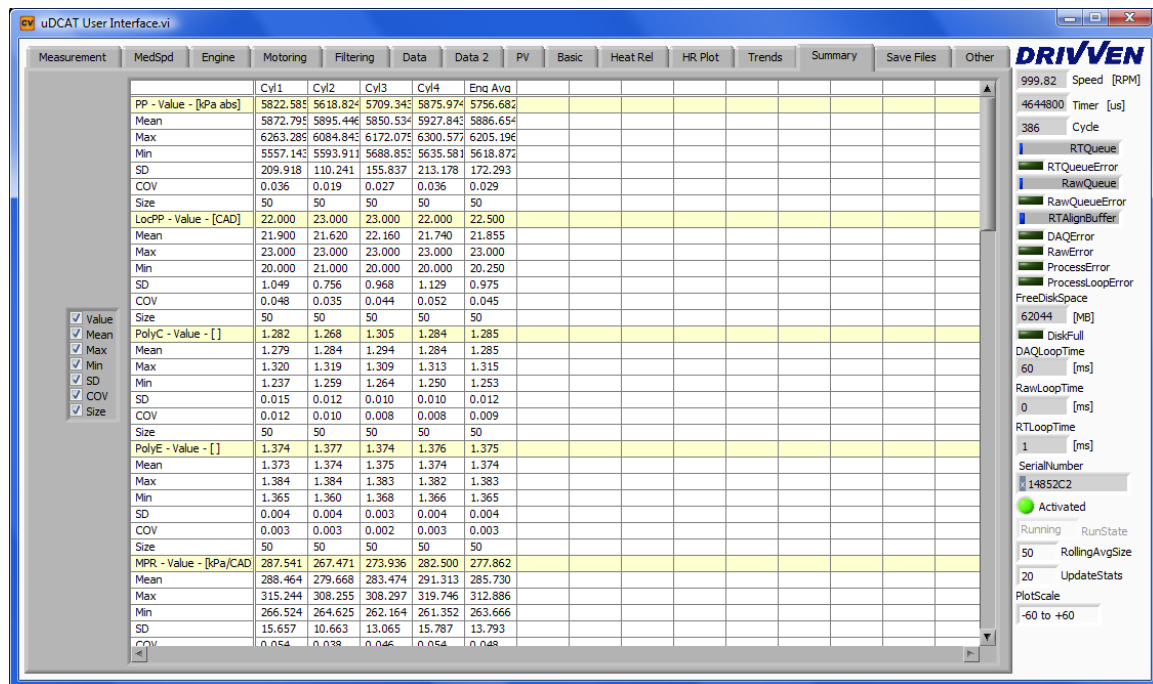 uDCAT User Interface.vi
Measurement MedSpd Engine Motoring Filtering Data Data 2 PV Basic Heat Rel HR Plot Trends Summary Save Files Other
DRIVVEN
Cyl1 Cyl2 Cyl3 Cyl4 Eng Avg
PP - Value - [kPa abs] 5822.585 5618.824 5709.343 5875.974 5756.682
Mean 5872.795 5895.446 5850.534 5927.843 5886.654
Max 6263.289 6084.843 6172.075 6300.577 6205.196
Min 5557.143 5593.911 5688.853 5635.581 5618.872
SD 209.918 110.241 155.837 213.178 172.293
COV 0.036 0.019 0.027 0.036 0.029
Size 50 50 50 50 50
LocPP - Value - [CAD] 22.000 23.000 23.000 22.000 22.500
Mean 21.900 21.620 22.160 21.740 21.855
Max 23.000 23.000 23.000 23.000 23.000
Min 20.000 21.000 20.000 20.000 20.250
SD 1.049 0.756 0.968 1.129 0.975
COV 0.048 0.035 0.044 0.052 0.045
Size 50 50 50 50 50
PolyC - Value - [ ] 1.282 1.268 1.305 1.284 1.285
Mean 1.279 1.284 1.294 1.284 1.285
Max 1.320 1.319 1.309 1.313 1.315
Min 1.237 1.259 1.264 1.250 1.253
SD 0.015 0.012 0.010 0.010 0.012
COV 0.012 0.010 0.008 0.008 0.009
Size 50 50 50 50 50
PolyE - Value - [ ] 1.374 1.377 1.374 1.376 1.375
Mean 1.373 1.374 1.375 1.374 1.374
Max 1.384 1.384 1.383 1.382 1.383
Min 1.365 1.360 1.368 1.366 1.365
SD 0.004 0.004 0.003 0.004 0.004
COV 0.003 0.003 0.002 0.003 0.003
Size 50 50 50 50 50
MPR - Value - [kPa/CAD 287.541 267.471 273.936 282.500 277.862
Mean 288.464 279.668 283.474 291.313 285.730
Max 315.244 308.255 308.297 319.746 312.886
Min 266.524 264.625 262.164 261.352 263.666
SD 15.657 10.663 13.065 15.787 13.793
COV 0.054 0.038 0.046 0.054 0.048
Value
Mean
Max
Min
SD
COV
Size
999.82 Speed [RPM]
4644800 Timer [us]
386 Cycle
RTQueue
RTQueueError
RawQueue
RawQueueError
RTAlignBuffer
DAQError
RawError
ProcessError
ProcessLoopError
FreeDiskSpace
62044 [MB]
DiskFull
DAQLoopTime
60 [ms]
RawLoopTime
0 [ms]
RTLoopTime
1 [ms]
SerialNumber
x 14852C2
Activated
Running RunState
50 RollingAvgSize
20 UpdateStats
PlotScale
-60 to +60